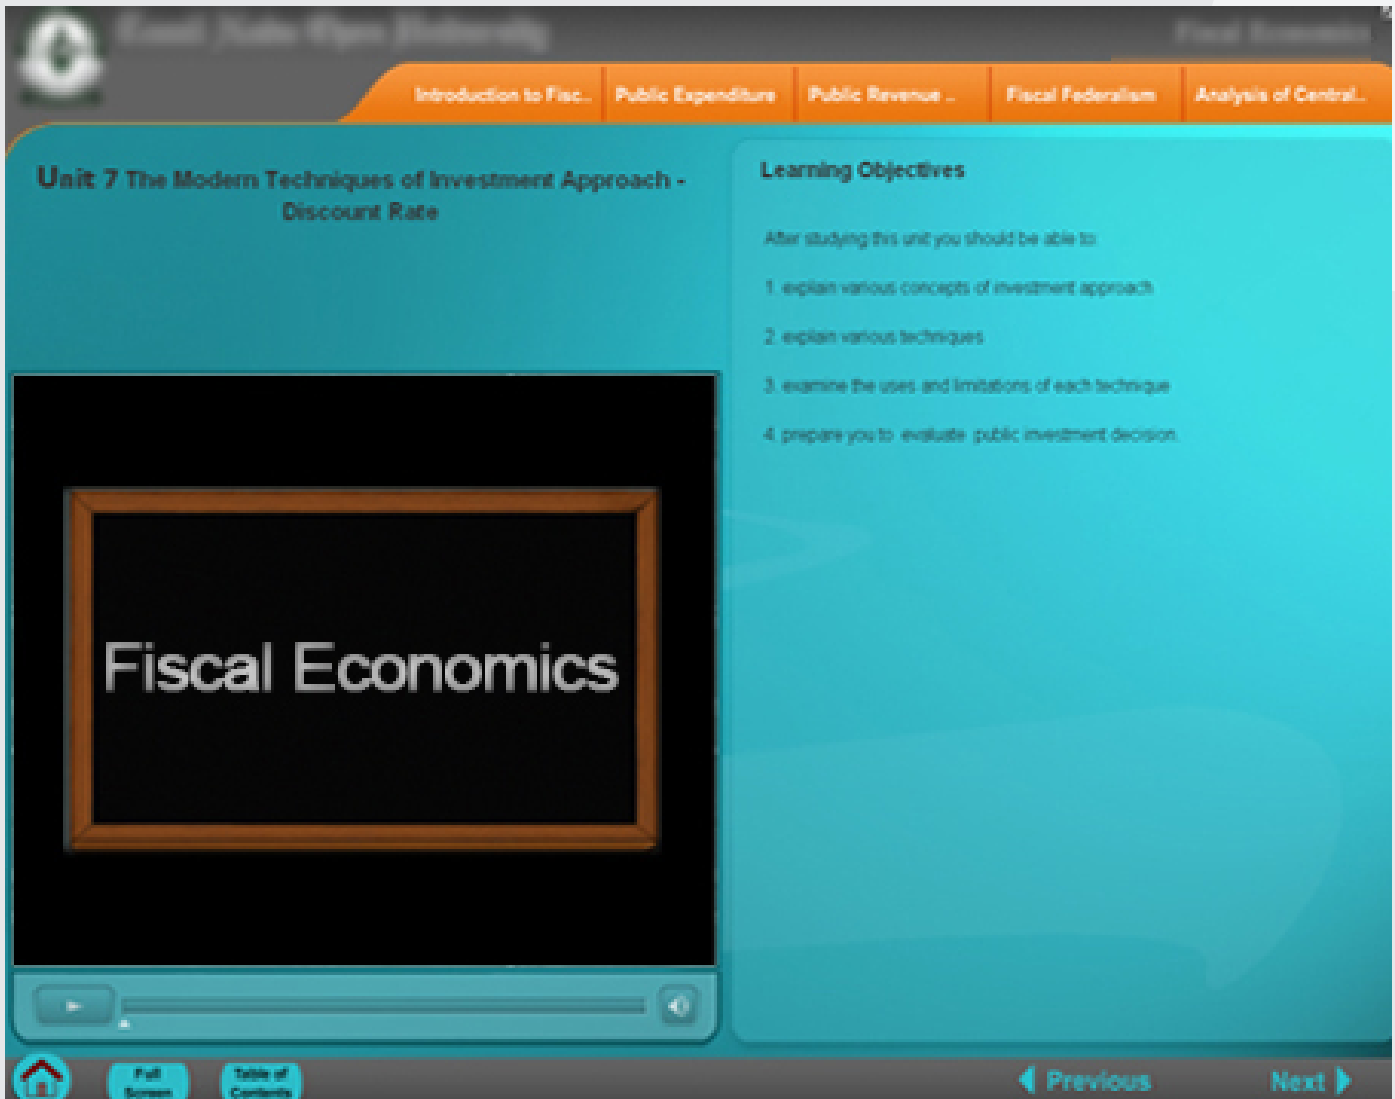 Fiscal Economics
Introduction to Fisc..
Public Expenditure
Public Revenue ..
Fiscal Federalism
Analysis of Central..
Unit 7 The Modern Techniques of Investment Approach -
Discount Rate
Learning Objectives
After studying this unit you should be able to:
1. explain various concepts of investment approach
2. explain various techniques
3. examine the uses and limitations of each technique
4. prepare you to evaluate public investment decision.
Fiscal Economics
Full
Screen
Table of
Contents
Previous
Next